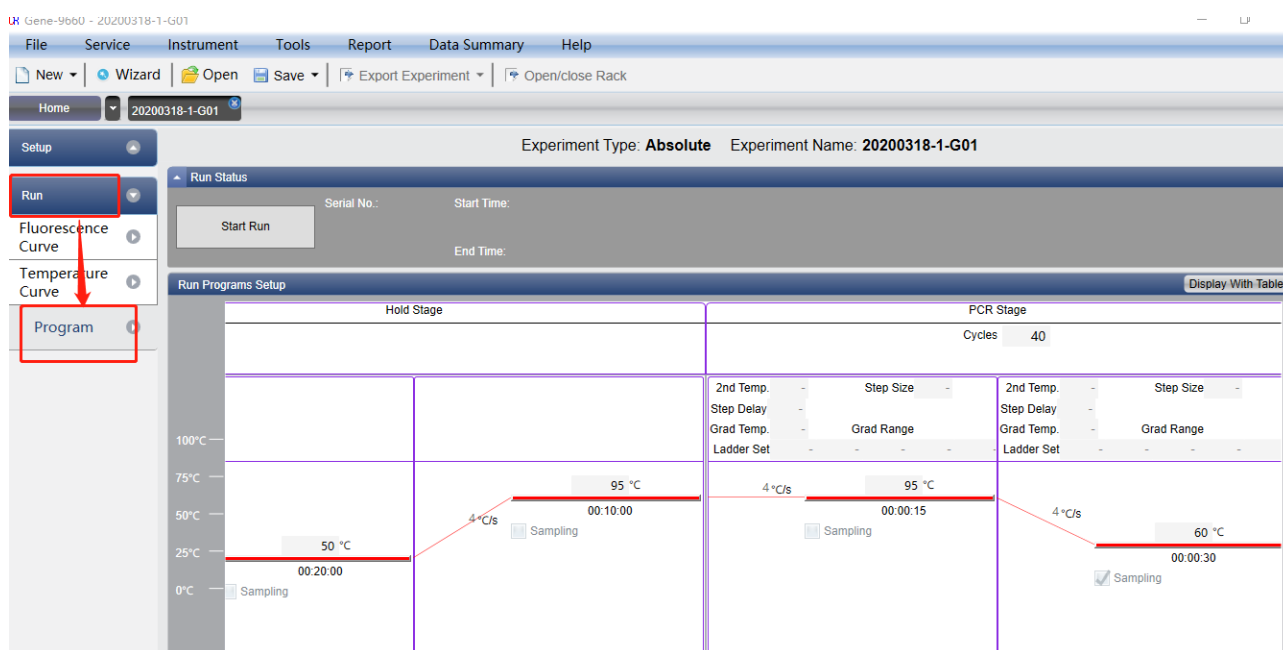 Gene-9660 - 20200318-1-G01
File Service Instrument Tools Report Data Summary Help
New Wizard Open Save Export Experiment Open/close Rack
Home 20200318-1-G01
Setup
Experiment Type: Absolute Experiment Name: 20200318-1-G01
Run Status
Run
Serial No.: Start Time:
Start Run
Fluorescence
Curve
End Time:
Temperature
Curve
Run Programs Setup Display With Table
Program
Hold Stage PCR Stage
Cycles 40
2nd Temp. - Step Size - 2nd Temp. - Step Size -
Step Delay - Step Delay -
Grad Temp. - Grad Range Grad Temp. - Grad Range
Ladder Set - - - - - Ladder Set - - - -
100°C
75°C
95 °C 4 °C/s 95 °C
50°C
4 °C/s 00:10:00 00:00:15 4 °C/s
Sampling Sampling 60 °C
25°C 50 °C
00:20:00 00:00:30
0°C Sampling Sampling